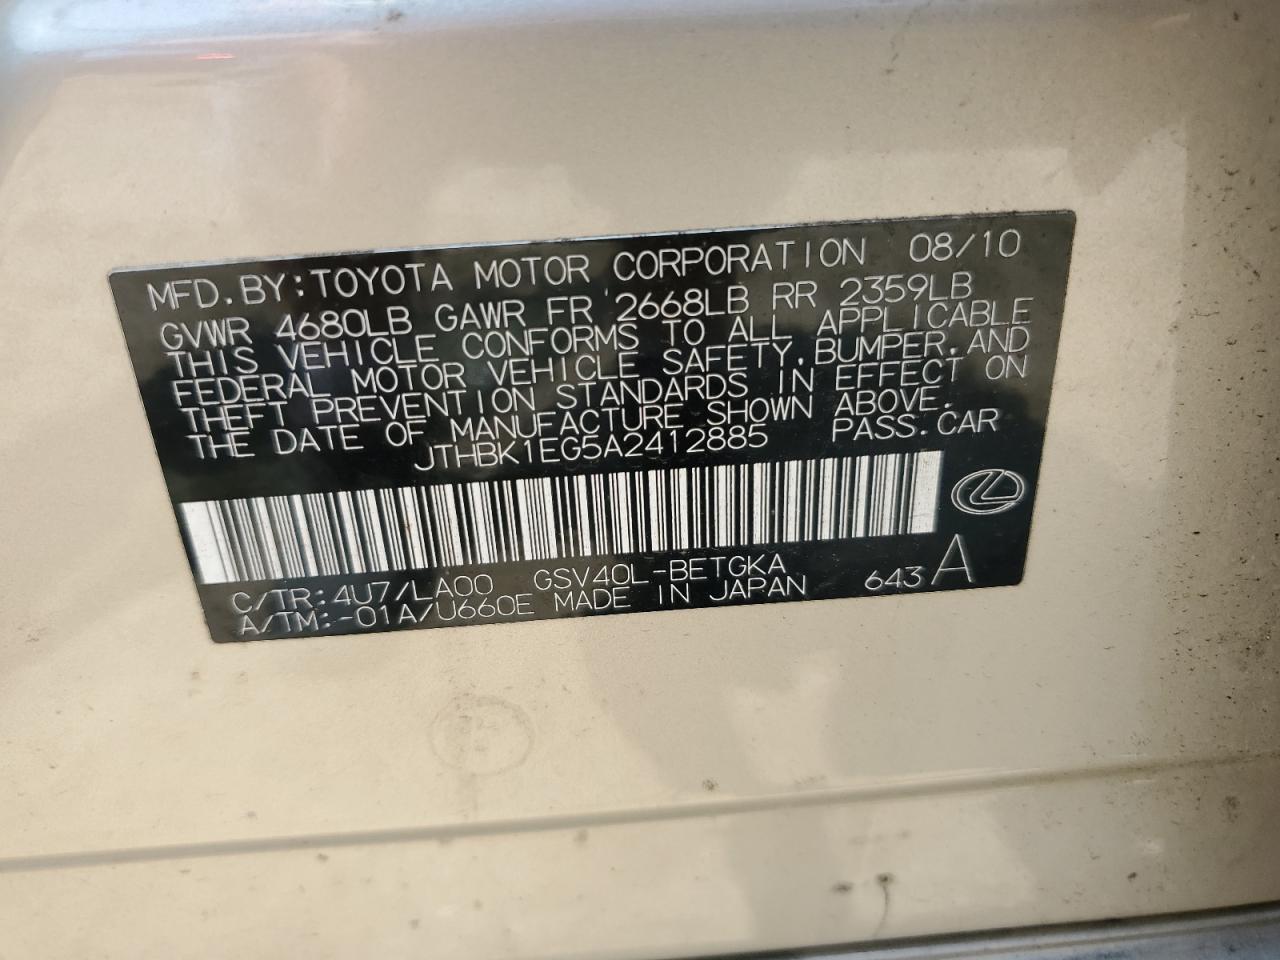 MFD. BY: TOYOTA MOTOR CORPORATION 08/10
GVWR 4680LB GAWR FR 2668LB RR 2359LB
THIS VEHICLE CONFORMS TO ALL APPLICABLE
FEDERAL MOTOR VEHICLE SAFETY, BUMPER, AND
THEFT PREVENTION STANDARDS IN EFFECT ON
THE DATE OF MANUFACTURE SHOWN ABOVE.
JTHBK1EG5A2412885 PASS. CAR
C/TR: 4U7/LA00 GSV40L-BETGKA
A/TM: -01A/U660E MADE IN JAPAN 643 A